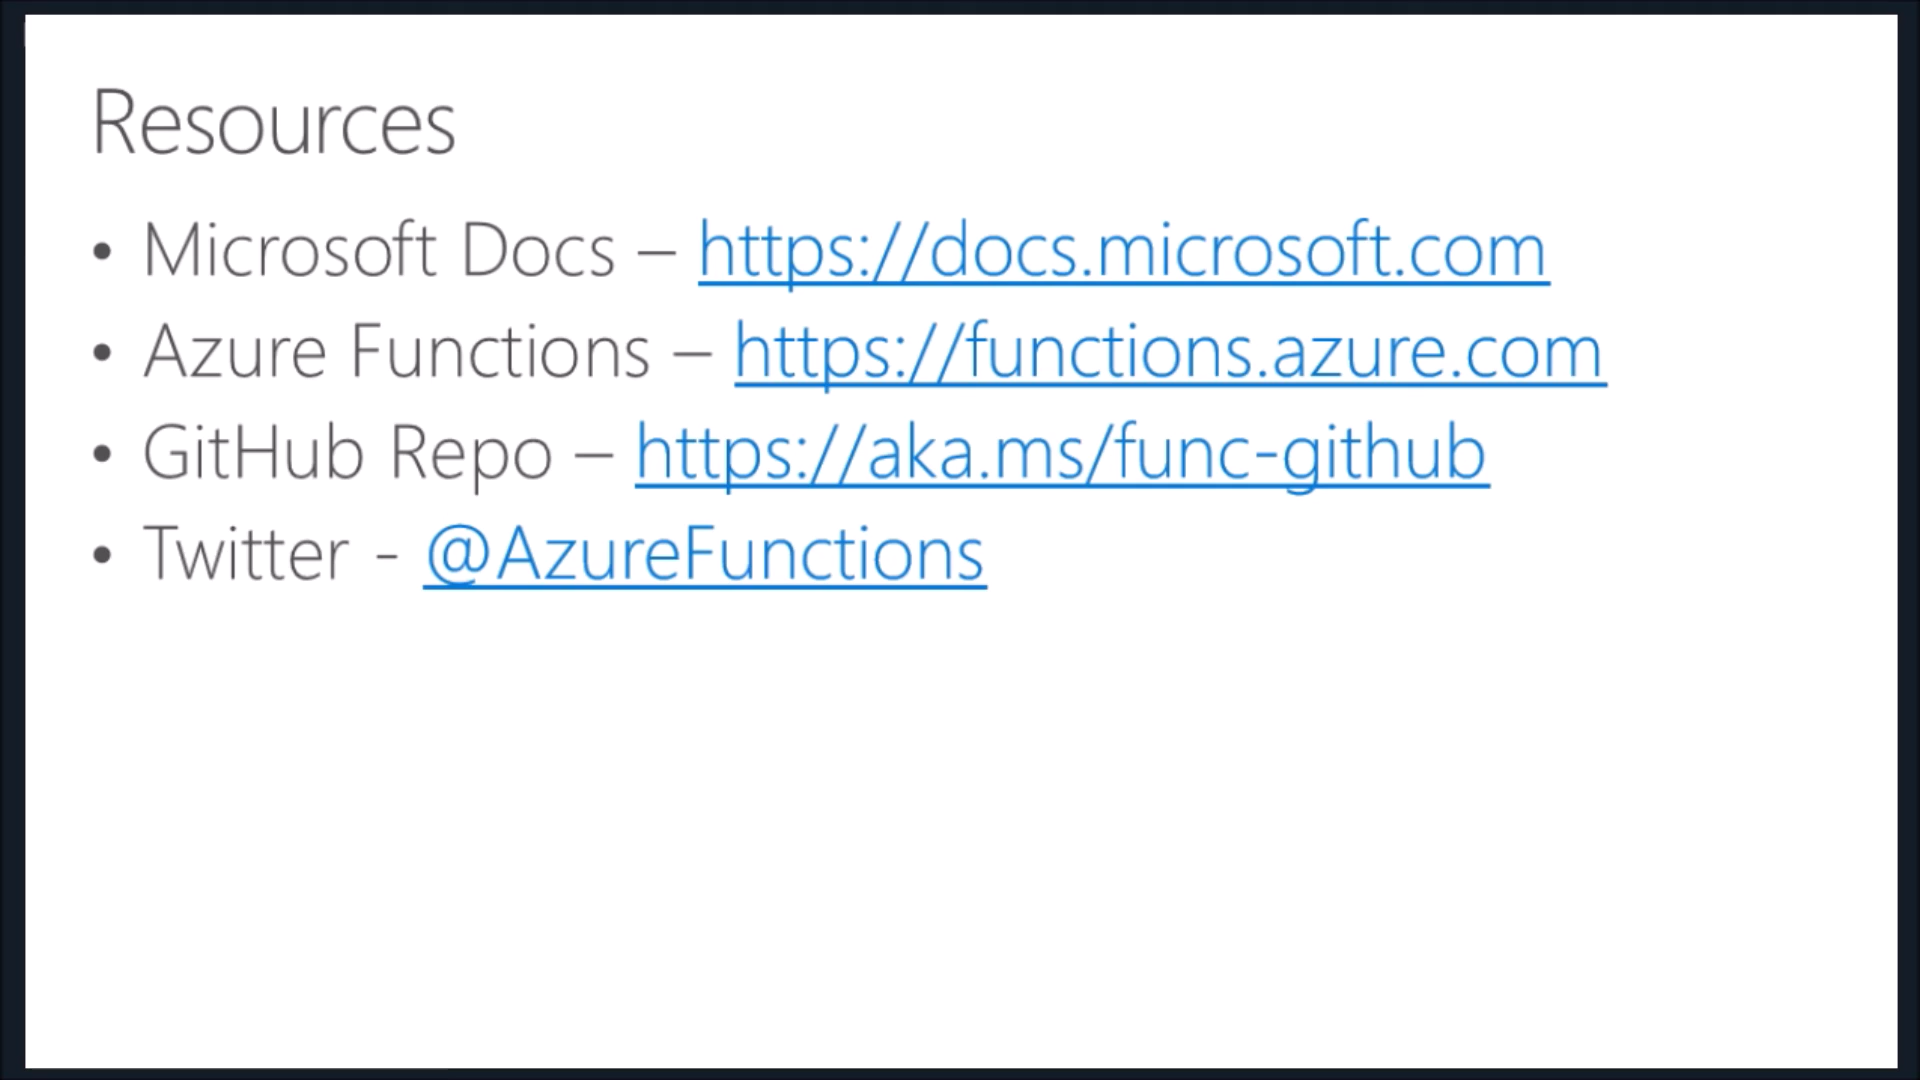 Resources
• Microsoft Docs – https://docs.microsoft.com
• Azure Functions – https://functions.azure.com
• GitHub Repo – https://aka.ms/func-github
• Twitter - @AzureFunctions